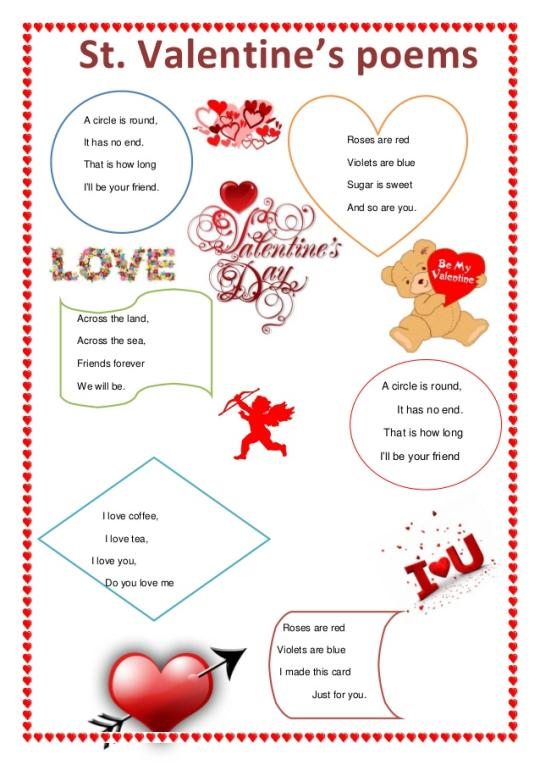 St. Valentine's poems
A circle is round,
It has no end.
That is how long
I'll be your friend.
Roses are red
Violets are blue
Sugar is sweet
And so are you.
Valentine's
Day
LOVE
Be My
Valentine
Across the land,
Across the sea,
Friends forever
We will be.
A circle is round,
It has no end.
That is how long
I'll be your friend
I love coffee,
I love tea,
I love you,
Do you love me
I U
Roses are red
Violets are blue
I made this card
Just for you.